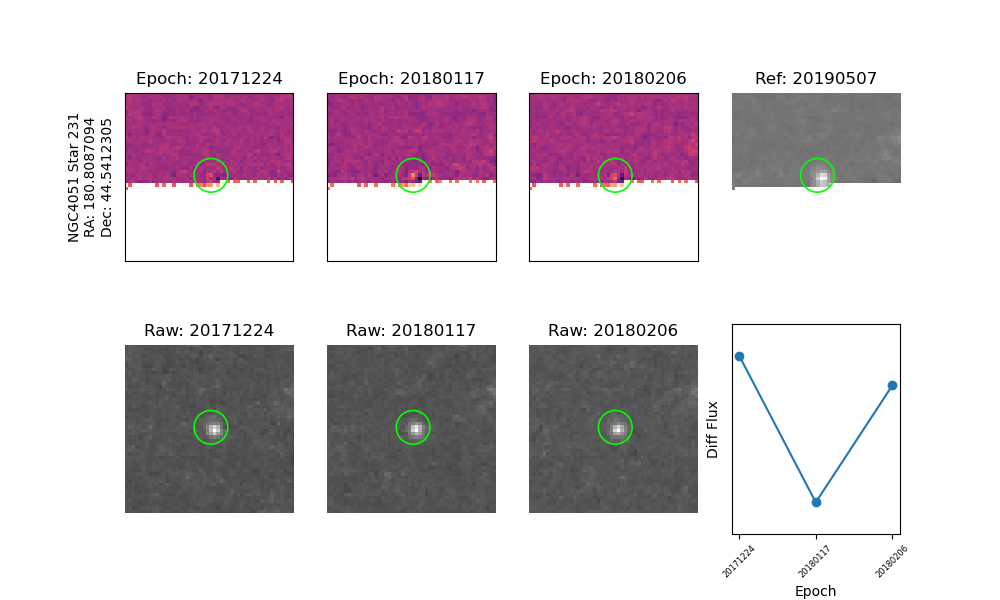 Epoch: 20171224
Epoch: 20180117
Epoch: 20180206
Ref: 20190507
NGC4051 Star 231
RA: 180.8087094
Dec: 44.5412305
Raw: 20171224
Raw: 20180117
Raw: 20180206
Diff Flux
20171224
20180117
20180206
Epoch